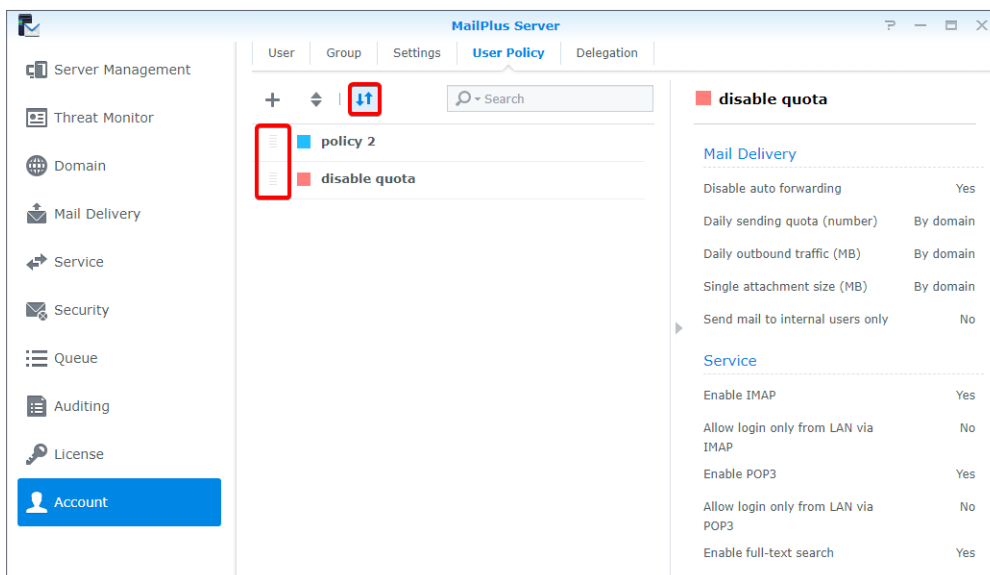 MailPlus Server
Server Management
Threat Monitor
Domain
Mail Delivery
Service
Security
Queue
Auditing
License
Account
User Group Settings User Policy Delegation
Search
policy 2
disable quota
disable quota
Mail Delivery
Disable auto forwarding Yes
Daily sending quota (number) By domain
Daily outbound traffic (MB) By domain
Single attachment size (MB) By domain
Send mail to internal users only No
Service
Enable IMAP Yes
Allow login only from LAN via No
IMAP
Enable POP3 Yes
Allow login only from LAN via No
POP3
Enable full-text search Yes